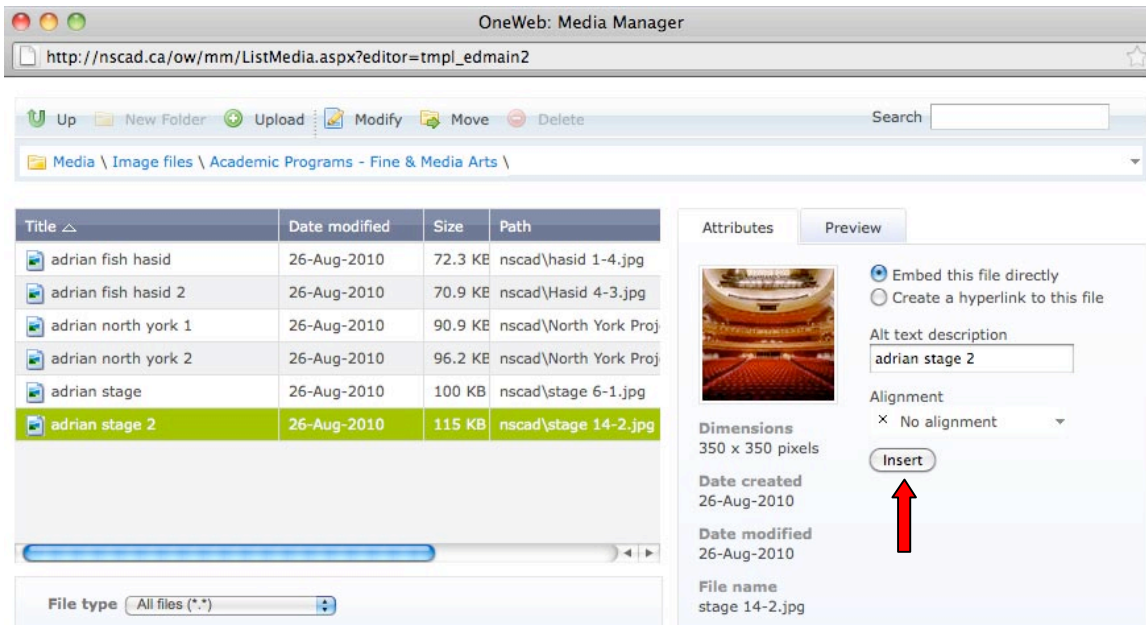 OneWeb: Media Manager
http://nscad.ca/ow/mm/ListMedia.aspx?editor=tmpl_edmain2
Up New Folder Upload Modify Move Delete Search
Media \ Image files \ Academic Programs - Fine & Media Arts \
Title Date modified Size Path
adrian fish hasid 26-Aug-2010 72.3 KB nscad\hasid 1-4.jpg
adrian fish hasid 2 26-Aug-2010 70.9 KB nscad\Hasid 4-3.jpg
adrian north york 1 26-Aug-2010 90.9 KB nscad\North York Proj
adrian north york 2 26-Aug-2010 96.2 KB nscad\North York Proj
adrian stage 26-Aug-2010 100 KB nscad\stage 6-1.jpg
adrian stage 2 26-Aug-2010 115 KB nscad\stage 14-2.jpg
File type All files (*.*)
Attributes Preview
Embed this file directly
Create a hyperlink to this file
Alt text description
adrian stage 2
Alignment
× No alignment
Insert
Dimensions
350 x 350 pixels
Date created
26-Aug-2010
Date modified
26-Aug-2010
File name
stage 14-2.jpg